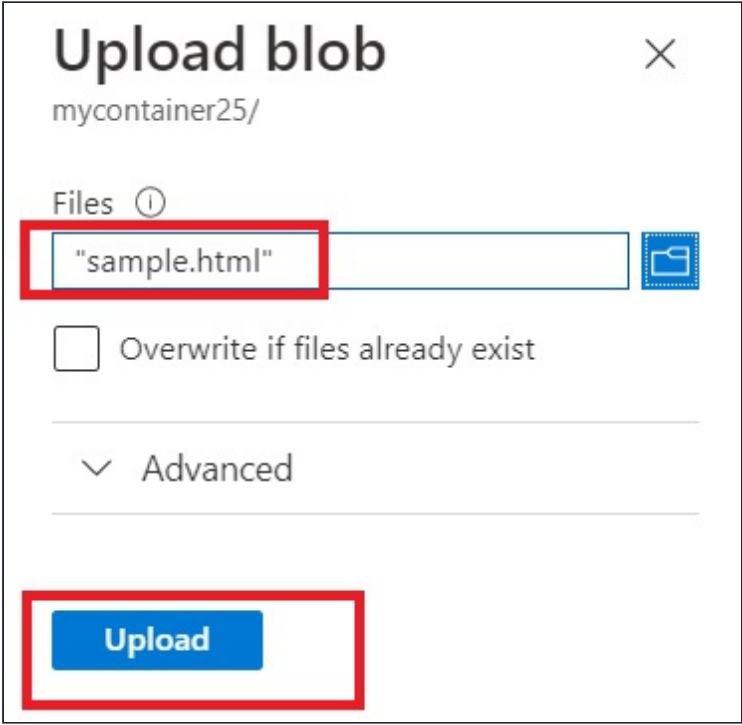 Upload blob
mycontainer25/
Files
"sample.html"
Overwrite if files already exist
Advanced
Upload